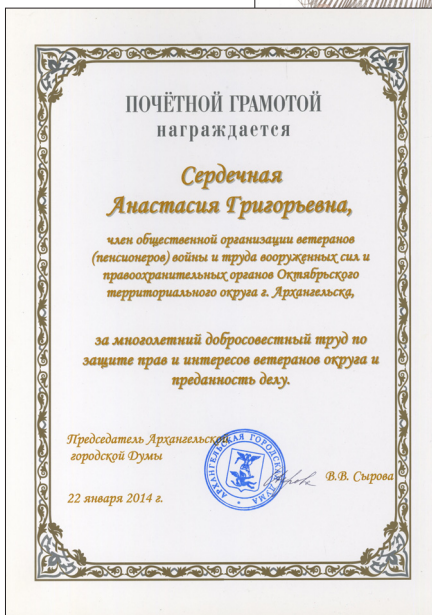 ПОЧЁТНОЙ ГРАМОТОЙ
награждается
Сердечная
Анастасия Григорьевна,
член общественной организации ветеранов
(пенсионеров) войны и труда вооруженных сил и
правоохранительных органов Октябрьского
территориального округа г. Архангельска,
за многолетний добросовестный труд по
защите прав и интересов ветеранов округа и
преданность делу.
Председатель Архангельской
городской Думы
АРХАНГЕЛЬСКАЯ ГОРОДСКАЯ ДУМА
В.В. Сырова
22 января 2014 г.